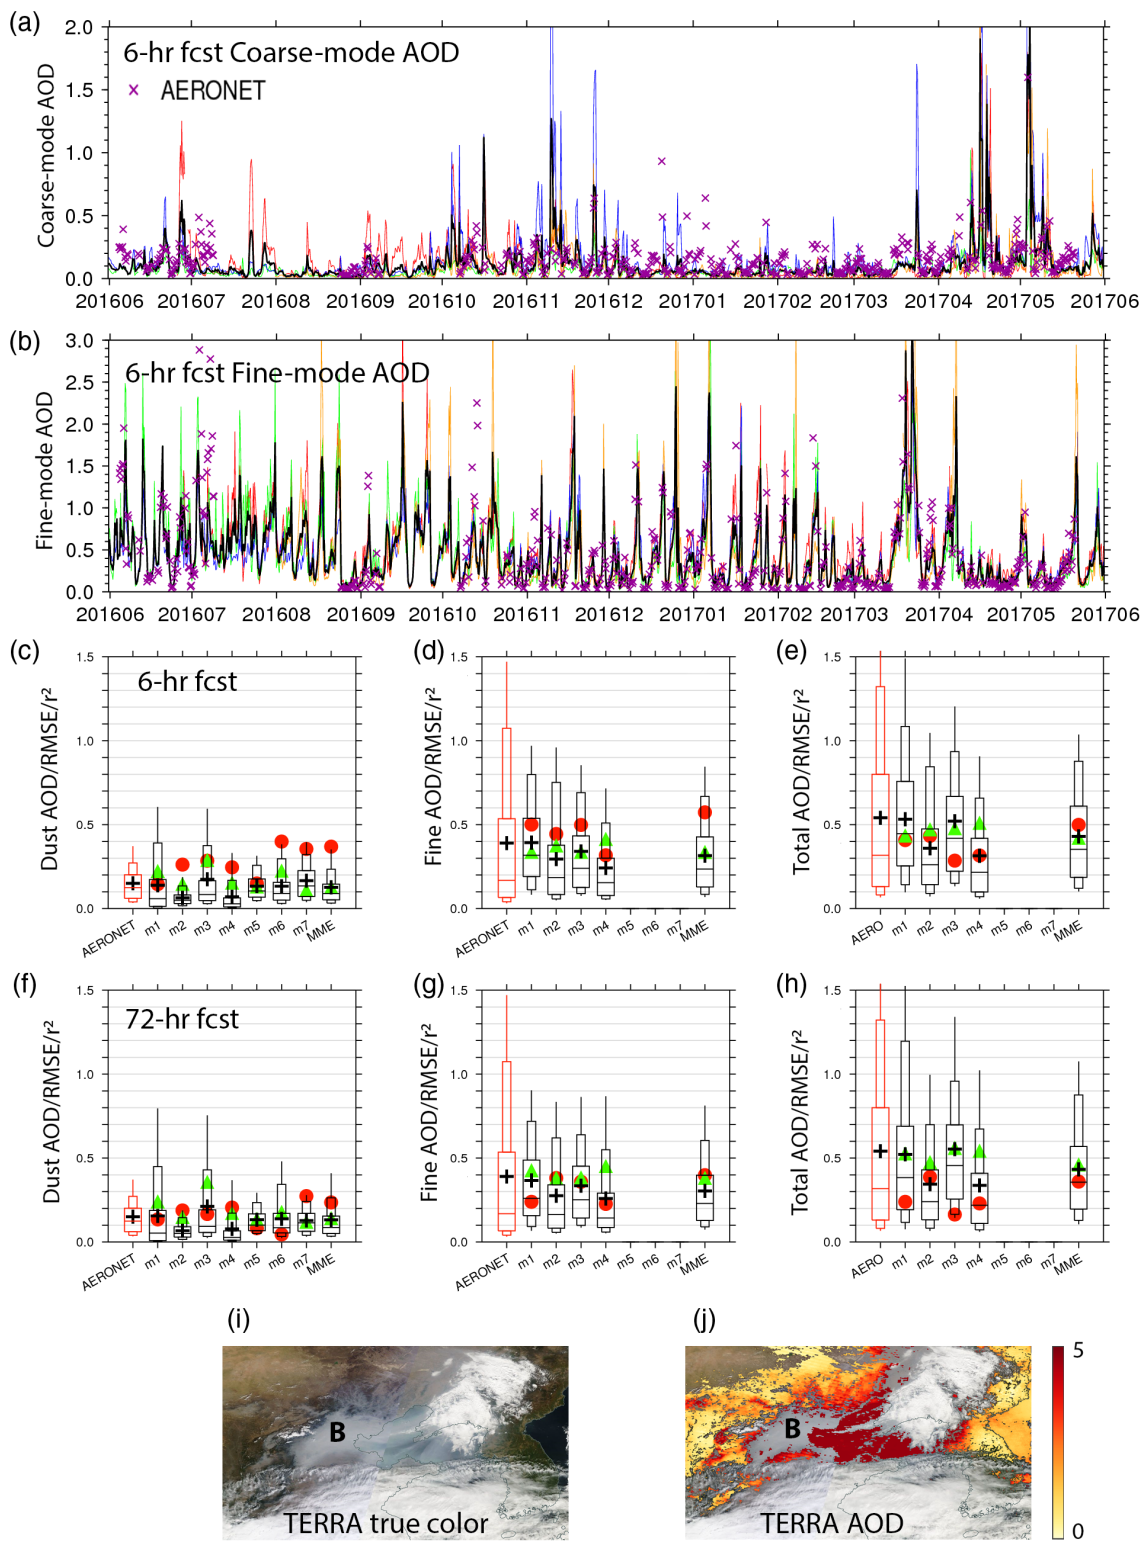 (a)
2.0
1.5
1.0
0.5
0.0
Coarse-mode AOD
6-hr fcst Coarse-mode AOD
× AERONET
201606 201607 201608 201609 201610 201611 201612 201701 201702 201703 201704 201705 201706
(b)
3.0
2.5
2.0
1.5
1.0
0.5
0.0
Fine-mode AOD
6-hr fcst Fine-mode AOD
201606 201607 201608 201609 201610 201611 201612 201701 201702 201703 201704 201705 201706
(c)
1.5
1.0
0.5
0.0
Dust AOD/RMSE/r²
6-hr fcst
AERONET m1 m2 m3 m4 m5 m6 m7 MME
(d)
1.5
1.0
0.5
0.0
Fine AOD/RMSE/r²
AERONET m1 m2 m3 m4 m5 m6 m7 MME
(e)
1.5
1.0
0.5
0.0
Total AOD/RMSE/r²
AERO m1 m2 m3 m4 m5 m6 m7 MME
(f)
1.5
1.0
0.5
0.0
Dust AOD/RMSE/r²
72-hr fcst
AERONET m1 m2 m3 m4 m5 m6 m7 MME
(g)
1.5
1.0
0.5
0.0
Fine AOD/RMSE/r²
AERONET m1 m2 m3 m4 m5 m6 m7 MME
(h)
1.5
1.0
0.5
0.0
Total AOD/RMSE/r²
AERO m1 m2 m3 m4 m5 m6 m7 MME
(i)
B
TERRA true color
(j)
B
TERRA AOD
5
0